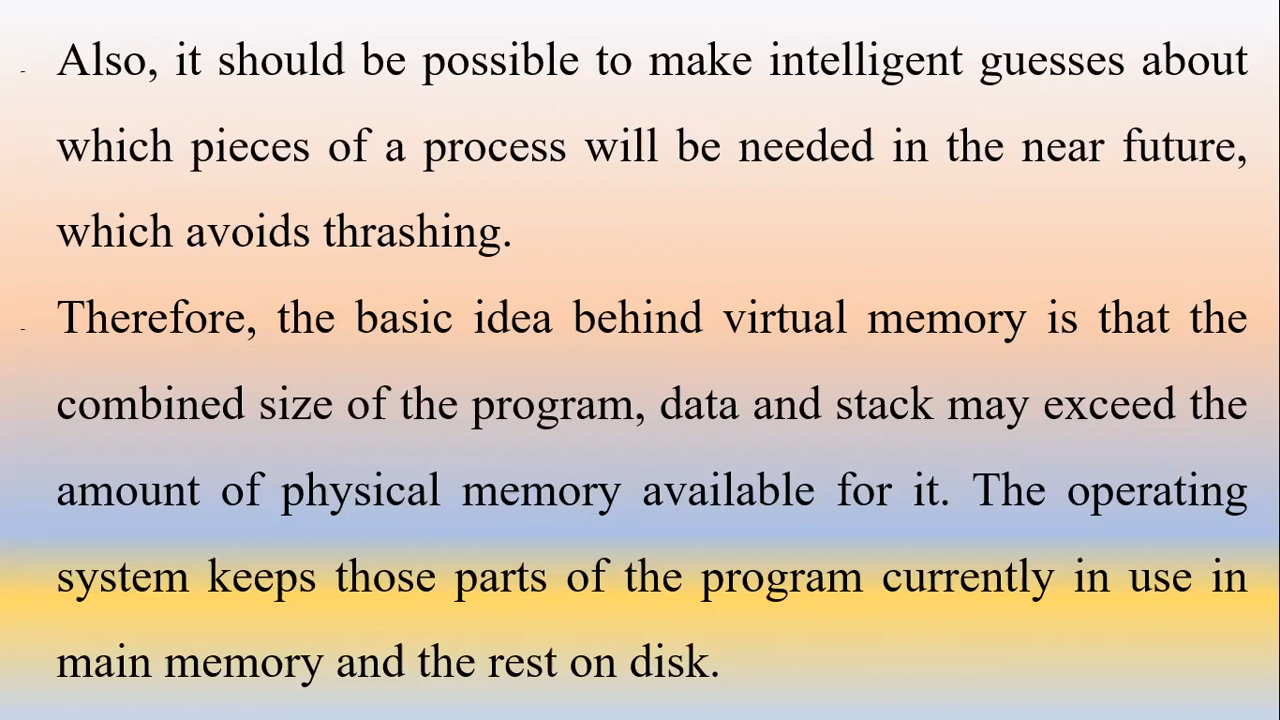 - Also, it should be possible to make intelligent guesses about
which pieces of a process will be needed in the near future,
which avoids thrashing.
- Therefore, the basic idea behind virtual memory is that the
combined size of the program, data and stack may exceed the
amount of physical memory available for it. The operating
system keeps those parts of the program currently in use in
main memory and the rest on disk.